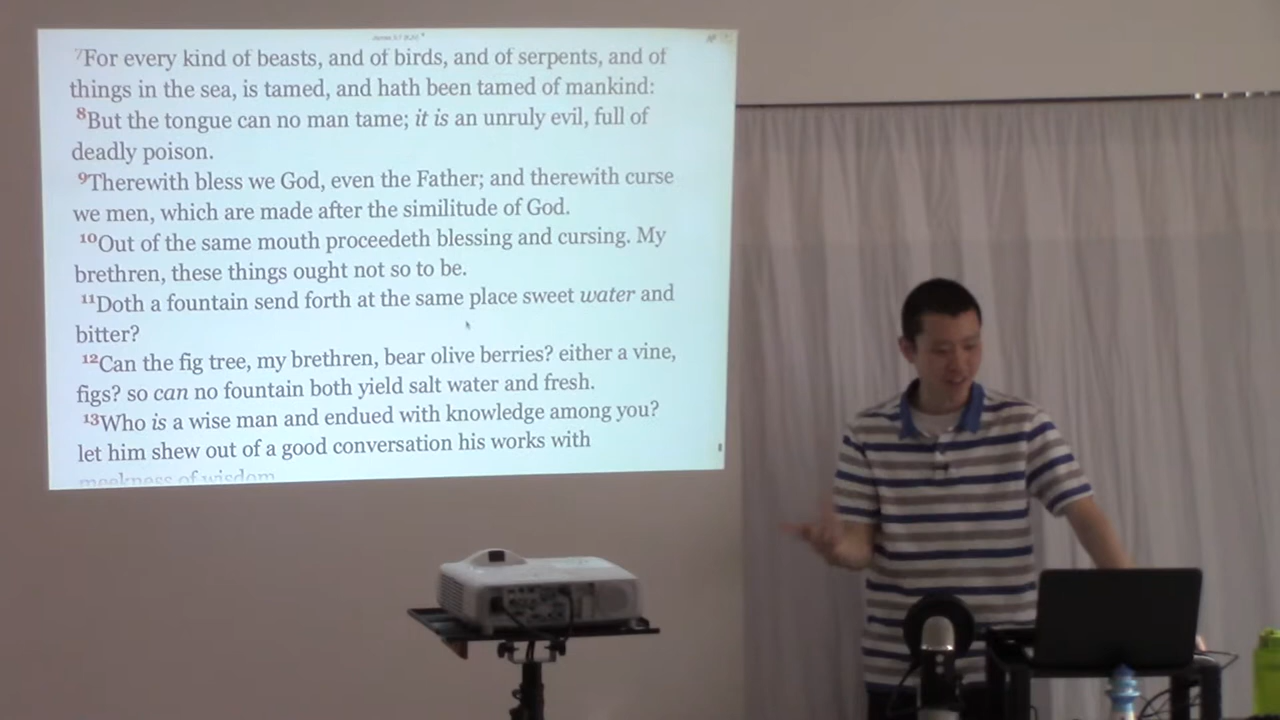 7For every kind of beasts, and of birds, and of serpents, and of
things in the sea, is tamed, and hath been tamed of mankind:
8But the tongue can no man tame; it is an unruly evil, full of
deadly poison.
9Therewith bless we God, even the Father; and therewith curse
we men, which are made after the similitude of God.
10Out of the same mouth proceedeth blessing and cursing. My
brethren, these things ought not so to be.
11Doth a fountain send forth at the same place sweet water and
bitter?
12Can the fig tree, my brethren, bear olive berries? either a vine,
figs? so can no fountain both yield salt water and fresh.
13Who is a wise man and endued with knowledge among you?
let him shew out of a good conversation his works with
meekness of wisdom